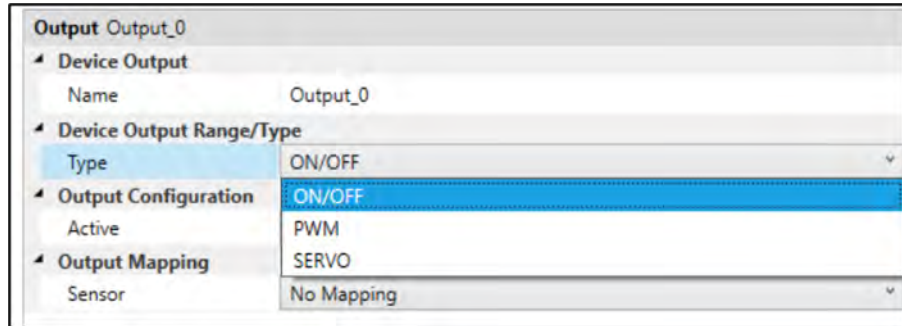 Output Output_0
Device Output
Name Output_0
Device Output Range/Type
Type ON/OFF
Output Configuration ON/OFF
Active PWM
Output Mapping SERVO
Sensor No Mapping